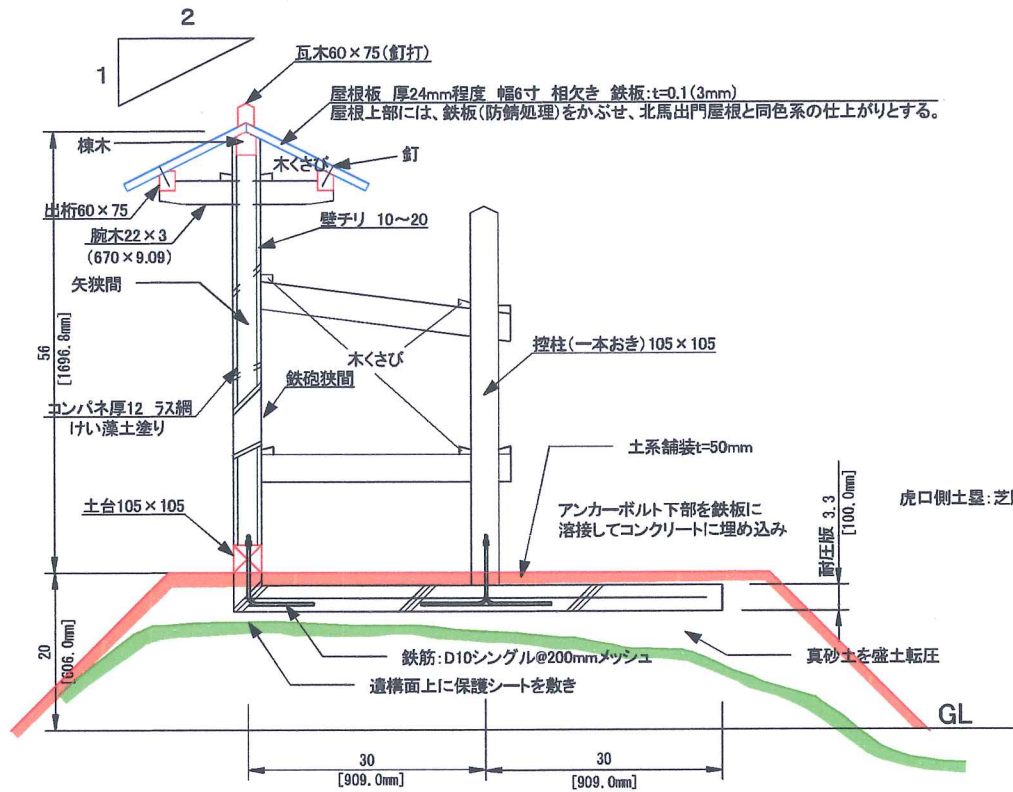 2
1
瓦木60×75(釘打)
屋根板 厚24mm程度 幅6寸 相欠き 鉄板:t=0.1(3mm)
屋根上部には、鉄板(防錆処理)をかぶせ、北馬出門屋根と同色系の仕上がりとする。
棟木
木くさび
釘
出桁60×75
腕木22×3
(670×9.09)
壁チリ 10～20
矢狭間
56
[1696.8mm]
木くさび
控柱(一本おき)105×105
鉄砲狭間
コンパネ厚12 ラス網
けい藻土塗り
土系舗装t=50mm
土台105×105
アンカーボルト下部を鉄板に
溶接してコンクリートに埋め込み
耐圧版 3.3
[100.0mm]
虎口側土塁:芝
20
[606.0mm]
鉄筋:D10シングル@200mmメッシュ
真砂土を盛土転圧
遺構面上に保護シートを敷き
GL
30
[909.0mm]
30
[909.0mm]